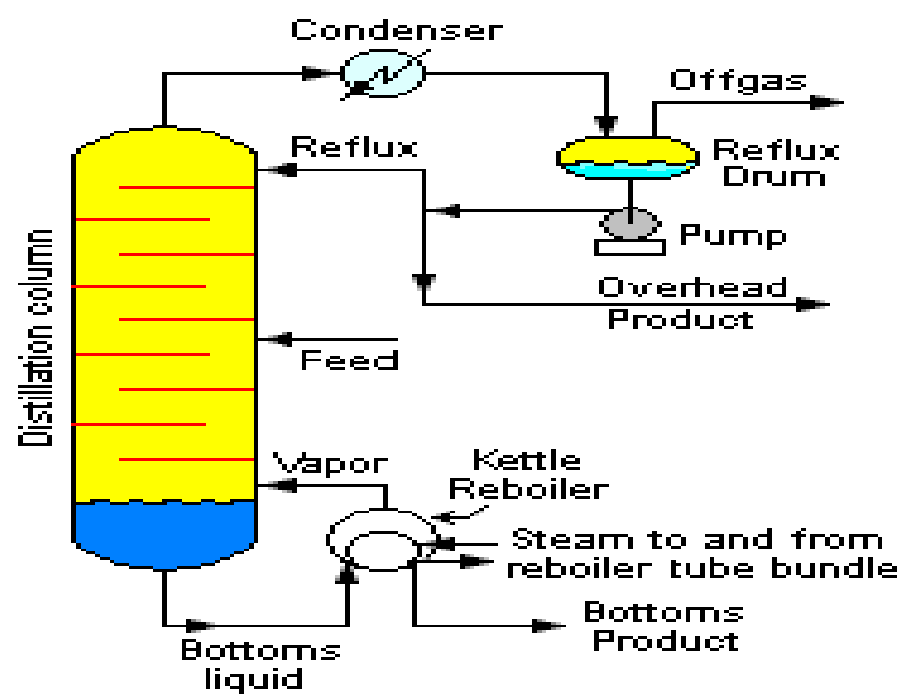 Condenser
Offgas
Reflux
Reflux
Drum
Pump
Distillation column
Overhead
Product
Feed
Vapor
Kettle
Reboiler
Steam to and from
reboiler tube bundle
Bottoms
liquid
Bottoms
Product